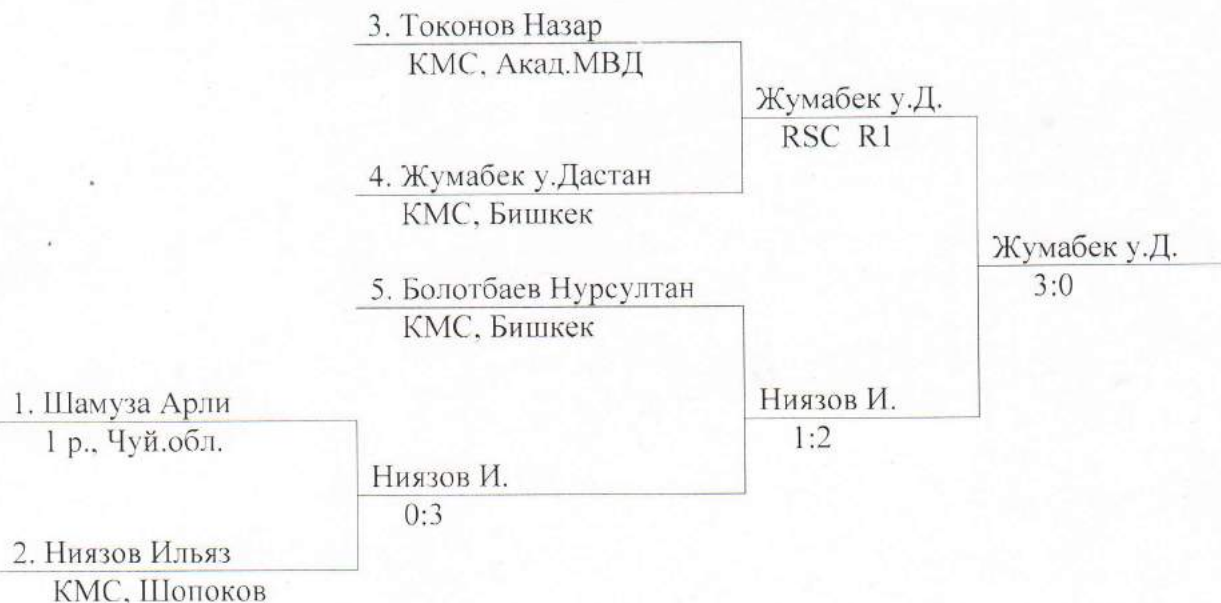 3. Токонов Назар
КМС, Акад.МВД
Жумабек у.Д.
RSC R1
4. Жумабек у.Дастан
КМС, Бишкек
Жумабек у.Д.
3:0
5. Болотбаев Нурсултан
КМС, Бишкек
1. Шамуза Арли
1 р., Чуй.обл.
Ниязов И.
1:2
Ниязов И.
0:3
2. Ниязов Ильяз
КМС, Шопоков